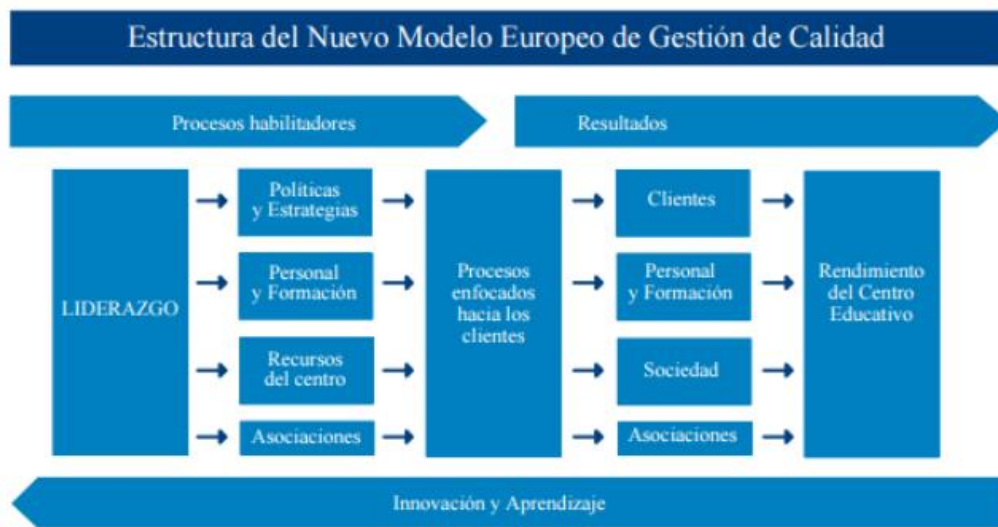 Estructura del Nuevo Modelo Europeo de Gestión de Calidad
Procesos habilitadores
Resultados
LIDERAZGO
Políticas
y Estrategias
Personal
y Formación
Recursos
del centro
Asociaciones
Procesos
enfocados
hacia los
clientes
Clientes
Personal
y Formación
Sociedad
Asociaciones
Rendimiento
del Centro
Educativo
Innovación y Aprendizaje